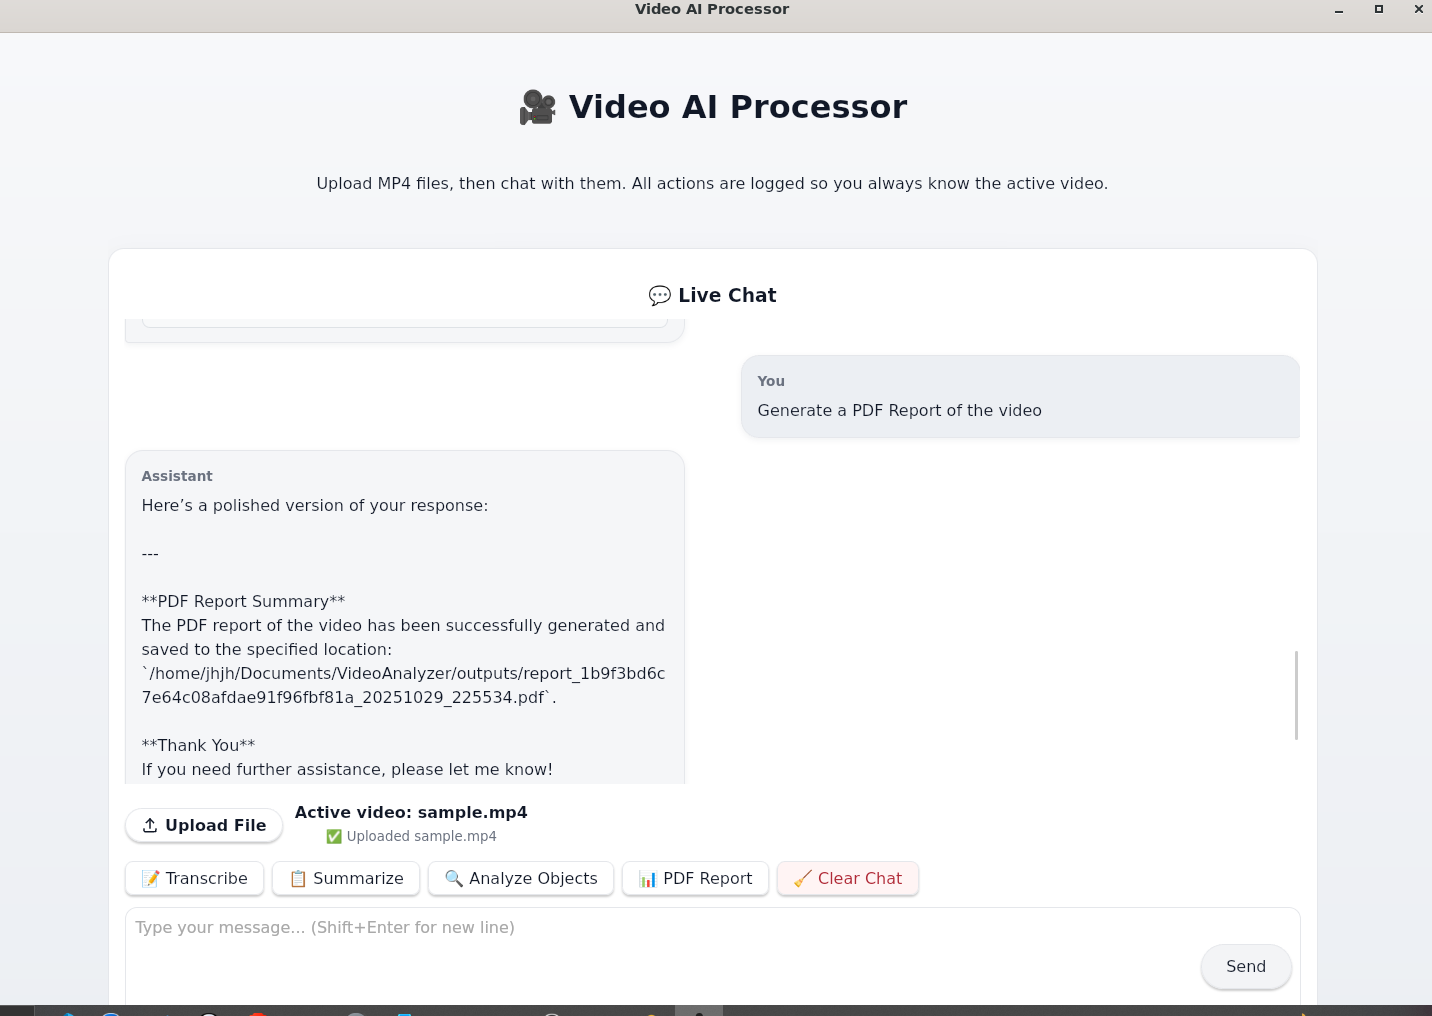 Video AI Processor
Video AI Processor
Upload MP4 files, then chat with them. All actions are logged so you always know the active video.
Live Chat
You
Generate a PDF Report of the video
Assistant
Here’s a polished version of your response:
---
**PDF Report Summary**
The PDF report of the video has been successfully generated and
saved to the specified location:
`/home/jhjh/Documents/VideoAnalyzer/outputs/report_1b9f3bd6c
7e64c08afdae91f96fbf81a_20251029_225534.pdf`.
**Thank You**
If you need further assistance, please let me know!
Upload File
Active video: sample.mp4
✅ Uploaded sample.mp4
Transcribe
Summarize
Analyze Objects
PDF Report
Clear Chat
Type your message... (Shift+Enter for new line)
Send